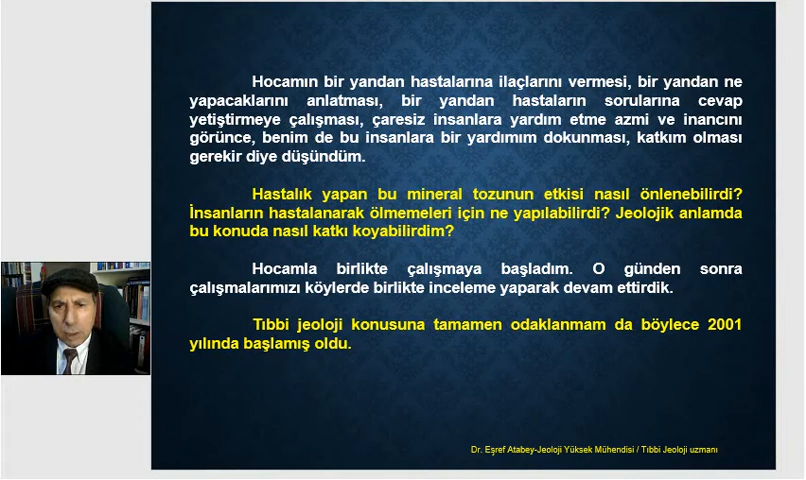 Hocamın bir yandan hastalarına ilaçlarını vermesi, bir yandan ne
yapacaklarını anlatması, bir yandan hastaların sorularına cevap
yetiştirmeye çalışması, çaresiz insanlara yardım etme azmi ve inancını
görünce, benim de bu insanlara bir yardımım dokunması, katkım olması
gerekir diye düşündüm.
Hastalık yapan bu mineral tozunun etkisi nasıl önlenebilirdi?
İnsanların hastalanarak ölmemeleri için ne yapılabilirdi? Jeolojik anlamda
bu konuda nasıl katkı koyabilirdim?
Hocamla birlikte çalışmaya başladım. O günden sonra
çalışmalarımızı köylerde birlikte inceleme yaparak devam ettirdik.
Tıbbi jeoloji konusuna tamamen odaklanmam da böylece 2001
yılında başlamış oldu.
Dr. Eşref Atabey-Jeoloji Yüksek Mühendisi / Tıbbi Jeoloji uzmanı